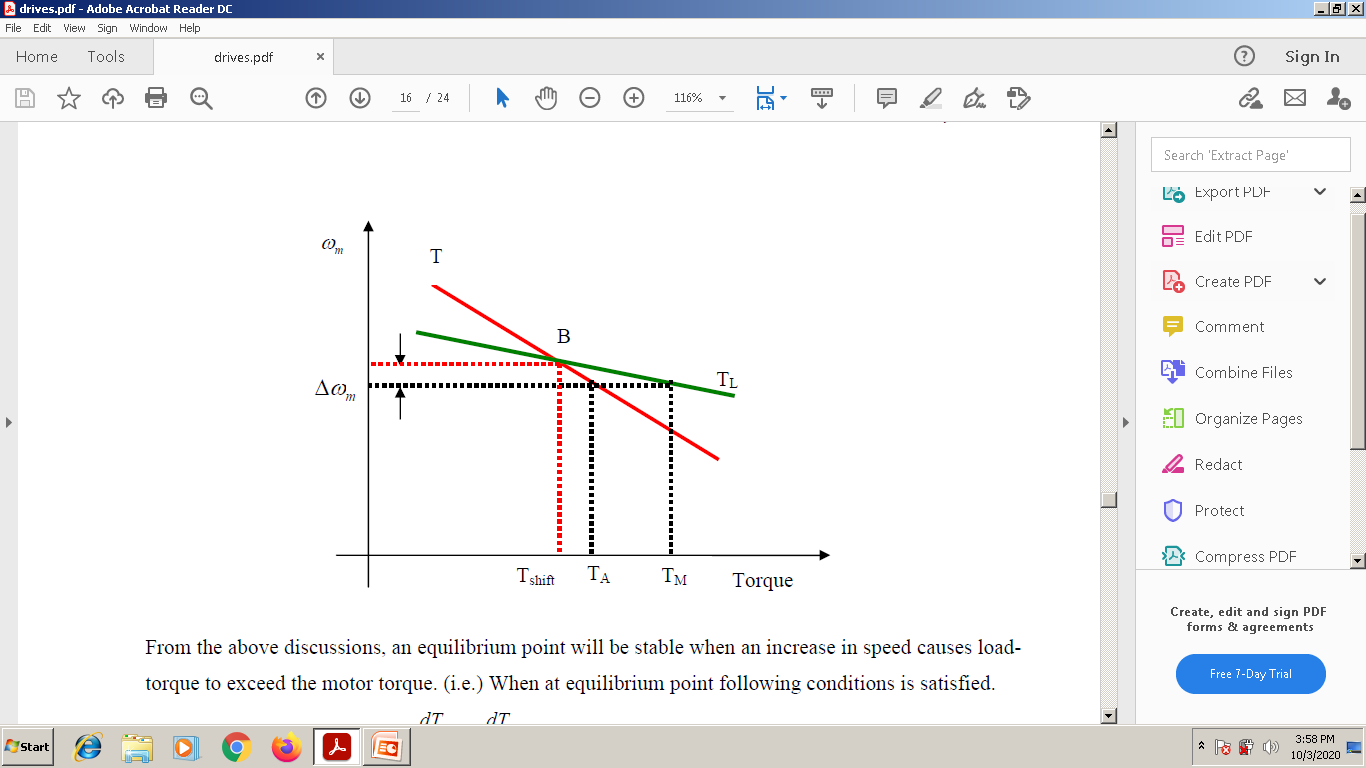 drives.pdf - Adobe Acrobat Reader DC
File Edit View Sign Window Help
Home Tools drives.pdf × Sign In
16 / 24 116%
Search 'Extract Page'
Export PDF
Edit PDF
Create PDF
Comment
Combine Files
Organize Pages
Redact
Protect
Compress PDF
Create, edit and sign PDF
forms & agreements
Free 7-Day Trial
ωm
T
B
TL
Δωm
Tshift TA TM Torque
From the above discussions, an equilibrium point will be stable when an increase in speed causes load-
torque to exceed the motor torque. (i.e.) When at equilibrium point following conditions is satisfied.
dT dT
Start 3:58 PM
10/3/2020